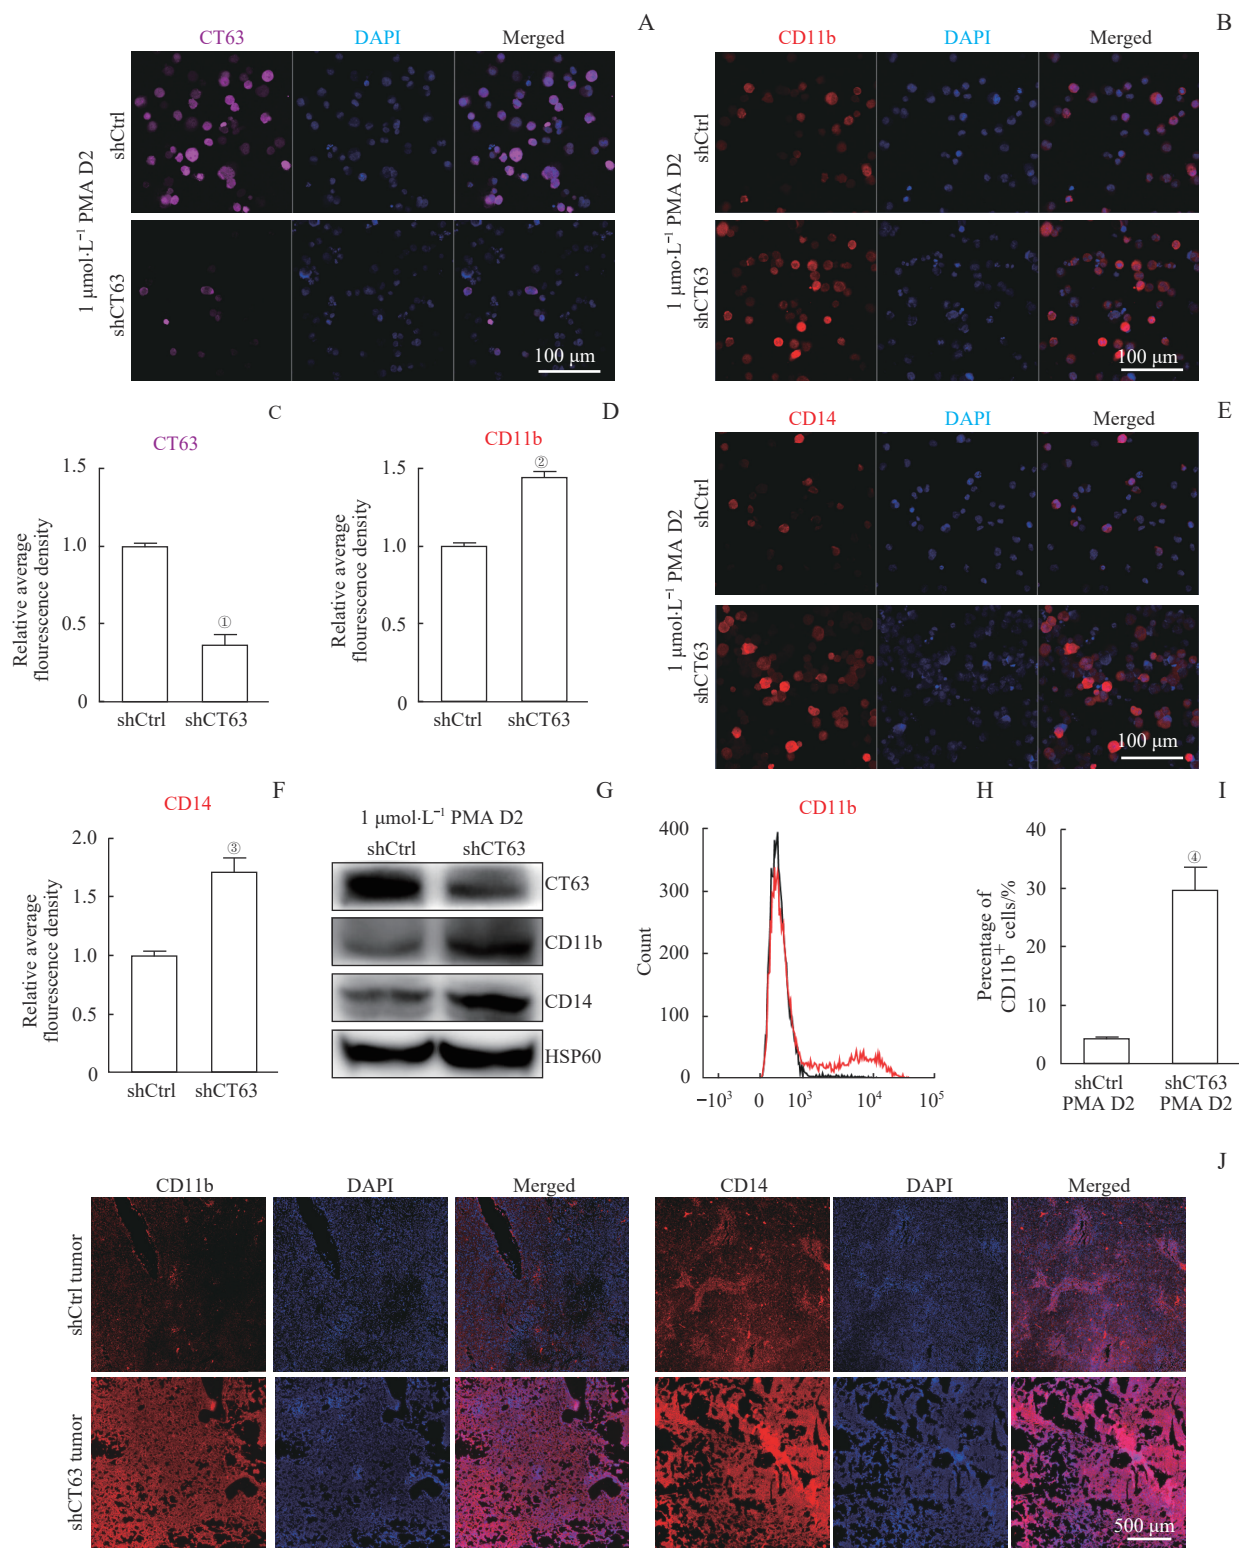 A
CT63 DAPI Merged
shCtrl
shCT63
1 μmol·L⁻¹ PMA D2
100 μm
B
CD11b DAPI Merged
shCtrl
shCT63
1 μmo·L⁻¹ PMA D2
100 μm
C
CT63
Relative average
flourescence density
1.5
1.0
0.5
0
①
shCtrl shCT63
D
CD11b
Relative average
flourescence density
1.5
1.0
0.5
0
②
shCtrl shCT63
E
CD14 DAPI Merged
shCtrl
shCT63
1 μmol·L⁻¹ PMA D2
100 μm
F
CD14
Relative average
flourescence density
2.0
1.5
1.0
0.5
0
③
shCtrl shCT63
G
1 μmol·L⁻¹ PMA D2
shCtrl shCT63
CT63
CD11b
CD14
HSP60
H
CD11b
Count
400
300
200
100
0
−10³ 0 10³ 10⁴ 10⁵
I
Percentage of
CD11b⁺ cells/%
40
30
20
10
0
④
shCtrl shCT63
PMA D2 PMA D2
J
CD11b DAPI Merged CD14 DAPI Merged
shCtrl tumor
shCT63 tumor
500 μm